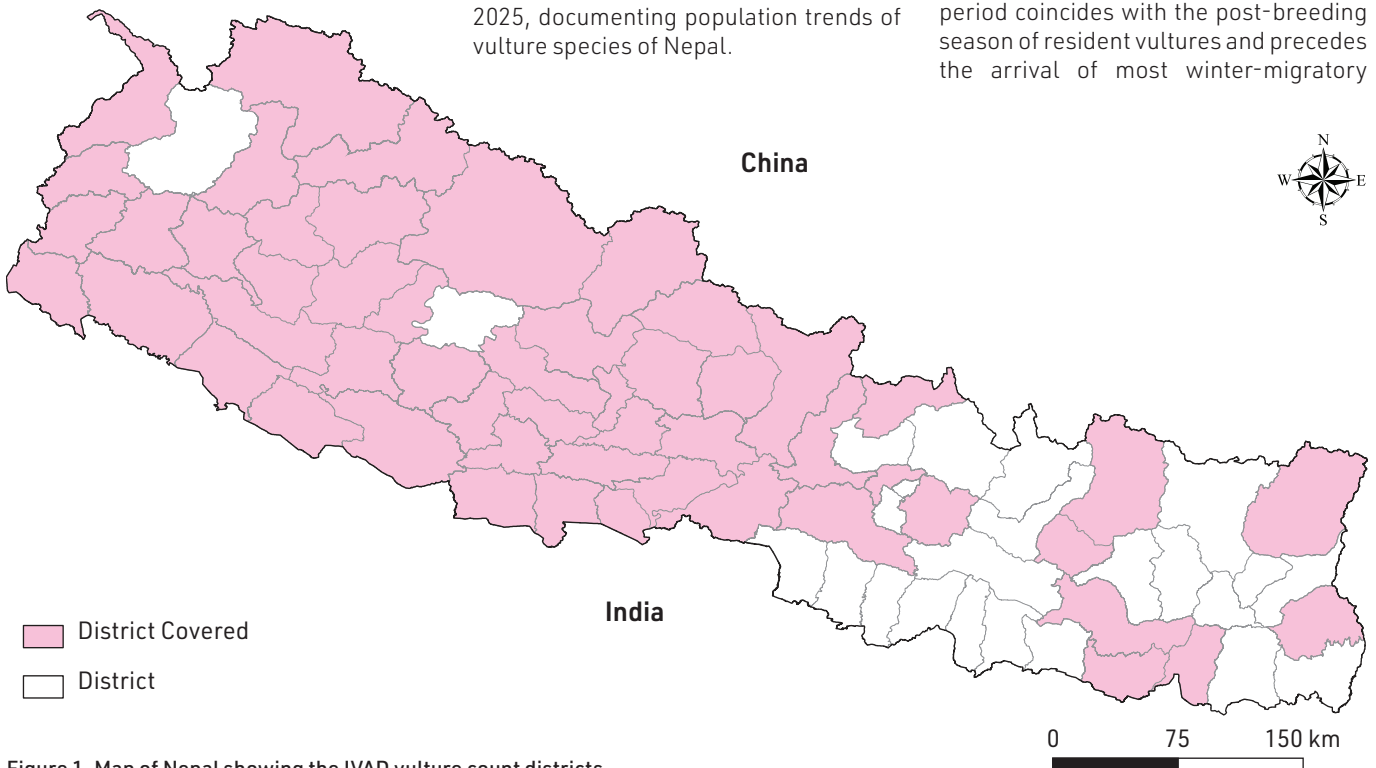 2025, documenting population trends of
vulture species of Nepal.
period coincides with the post-breeding
season of resident vultures and precedes
the arrival of most winter-migratory
China
N
W E
S
India
District Covered
District
0 75 150 km
Figure 1. Map of Nepal showing the IVAD vulture count districts